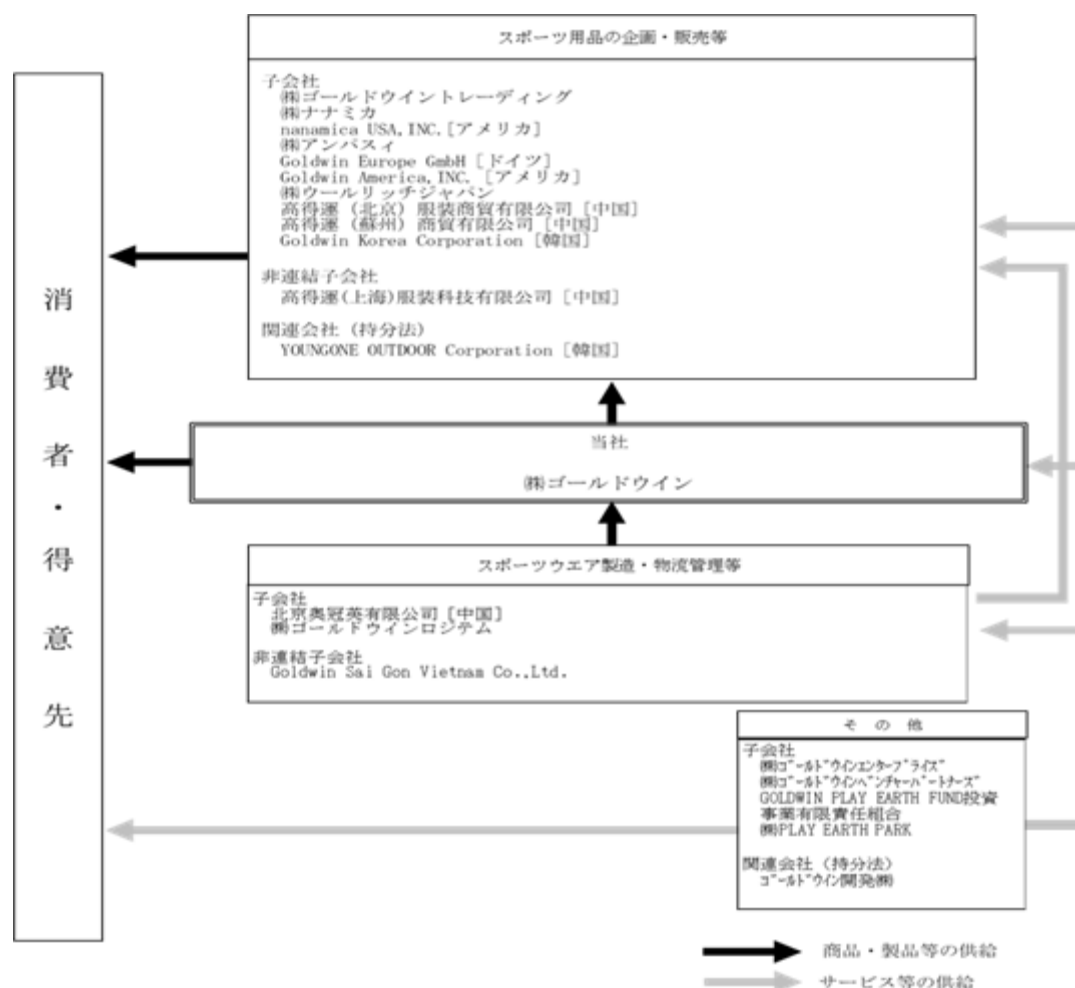 スポーツ用品の企画・販売等
子会社
㈱ゴールドウイントレーディング
㈱ナナミカ
nanamica USA,INC.[アメリカ]
㈱アンバスィ
Goldwin Europe GmbH [ドイツ]
Goldwin America,INC. [アメリカ]
㈱ウールリッチジャパン
高得運（北京）服装商貿有限公司 [中国]
高得運（蘇州）商貿有限公司 [中国]
Goldwin Korea Corporation [韓国]
非連結子会社
高得運(上海)服装科技有限公司 [中国]
関連会社（持分法）
YOUNGONE OUTDOOR Corporation [韓国]
消費者・得意先
当社
㈱ゴールドウイン
スポーツウエア製造・物流管理等
子会社
北京奥冠英有限公司 [中国]
㈱ゴールドウインロジテム
非連結子会社
Goldwin Sai Gon Vietnam Co.,Ltd.
その他
子会社
㈱ｺﾞｰﾙﾄﾞｳｲﾝｴﾝﾀｰﾌﾟﾗｲｽﾞ
㈱ｺﾞｰﾙﾄﾞｳｲﾝﾍﾞﾝﾁｬｰﾊﾟｰﾄﾅｰｽﾞ
GOLDWIN PLAY EARTH FUND投資
事業有限責任組合
㈱PLAY EARTH PARK
関連会社（持分法）
ｺﾞｰﾙﾄﾞｳｲﾝ開発㈱
商品・製品等の供給
サービス等の供給